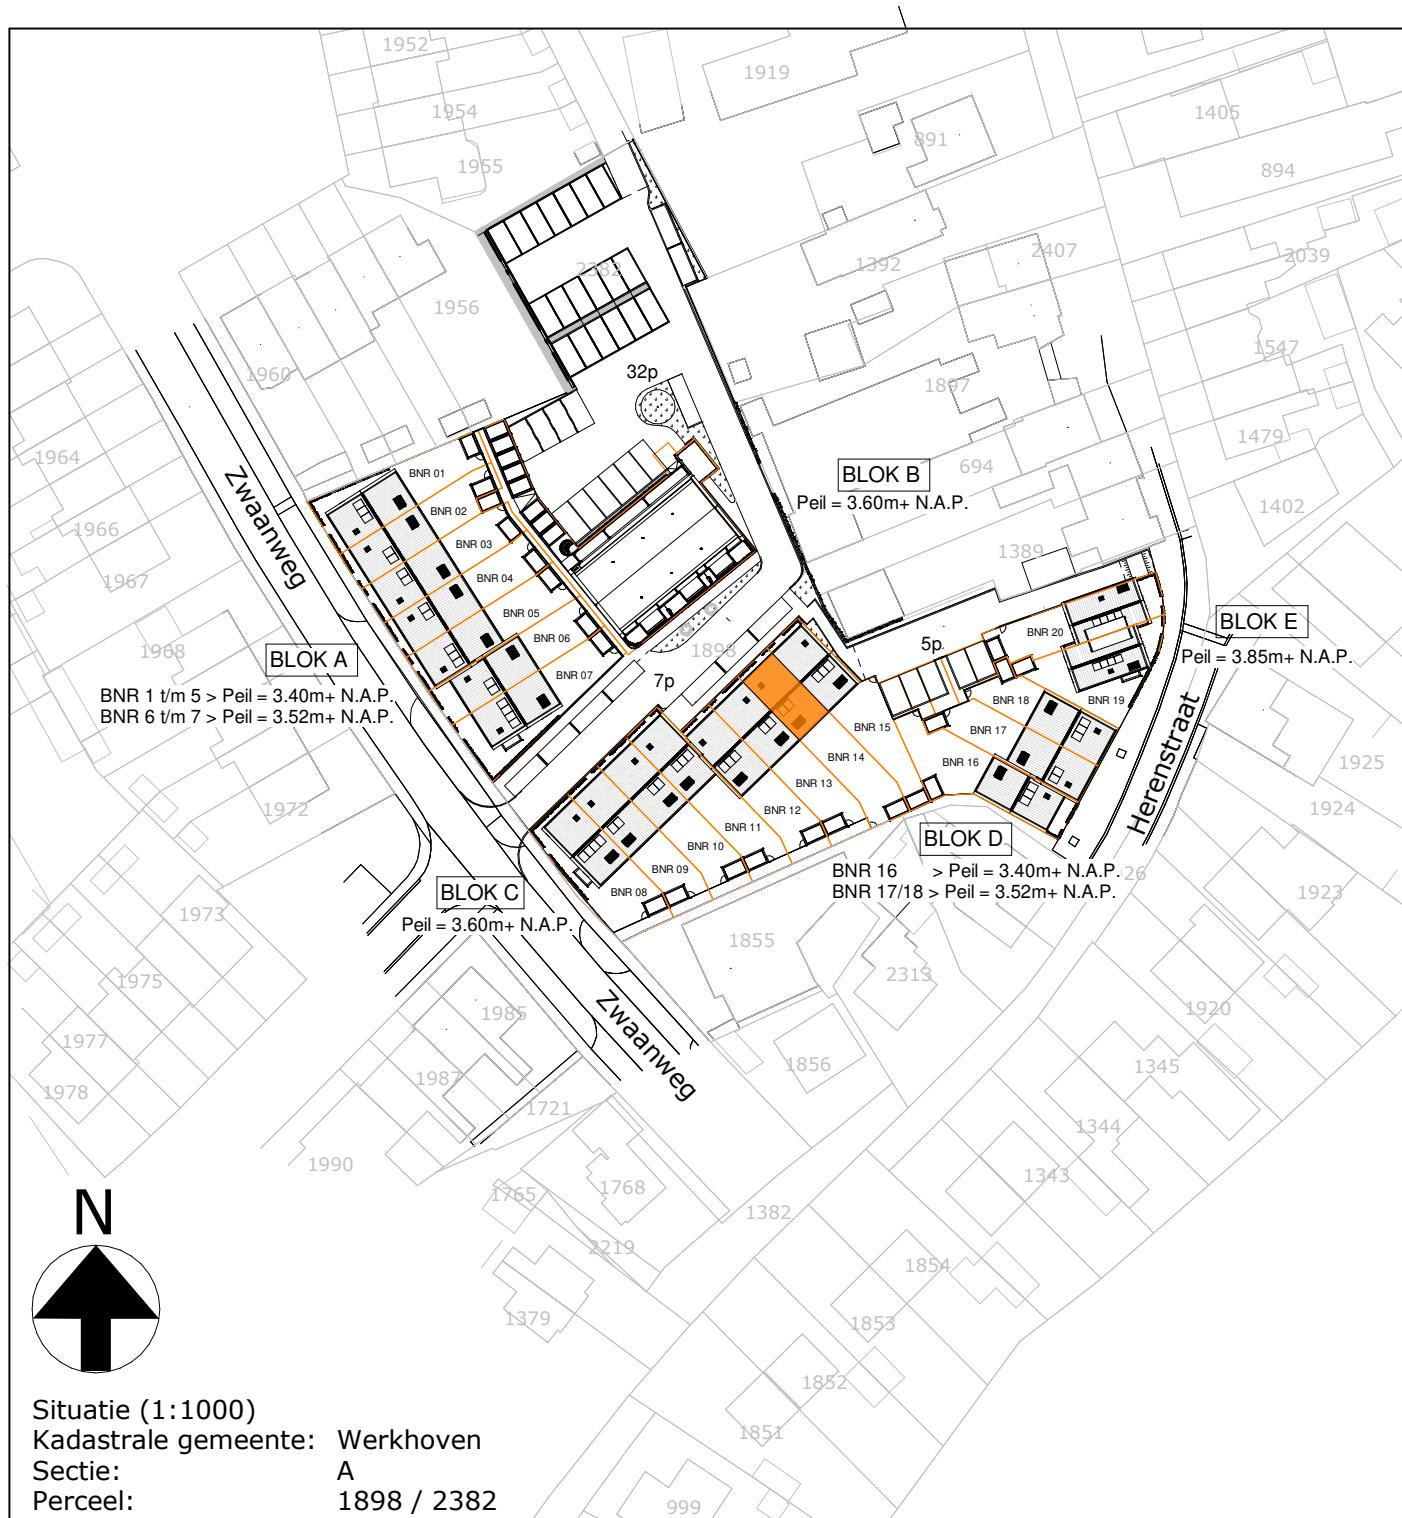 1952
1919
1954
1405
891
1955
894
2407
2039
1392
2382
1956
1547
1960
32p
1897
1479
1964
BNR 01
694
BLOK B
Peil = 3.60m+ N.A.P.
1402
Zwaanweg
BNR 02
1966
BNR 03
1389
1967
BNR 04
BNR 05
BNR 06
BNR 20
BLOK E
1968
BLOK A
1898
5p
Peil = 3.85m+ N.A.P.
BNR 07
7p
BNR 1 t/m 5 > Peil = 3.40m+ N.A.P.
BNR 6 t/m 7 > Peil = 3.52m+ N.A.P.
BNR 18
BNR 19
BNR 15
BNR 17
BNR 14
BNR 16
1925
Herenstraat
BNR 13
1972
BNR 12
1924
BNR 11
BNR 10
BLOK D
BNR 09
BNR 16 > Peil = 3.40m+ N.A.P.
BNR 17/18 > Peil = 3.52m+ N.A.P.
26
BNR 08
BLOK C
1923
Peil = 3.60m+ N.A.P.
1973
1855
2313
1975
1985
1920
Zwaanweg
1977
1856
1345
1987
1978
1721
1344
1990
1343
1765
1768
1382
N
2219
1854
1379
1853
1852
1851
Situatie (1:1000)
Kadastrale gemeente: Werkhoven
Sectie: A
Perceel: 1898 / 2382
999